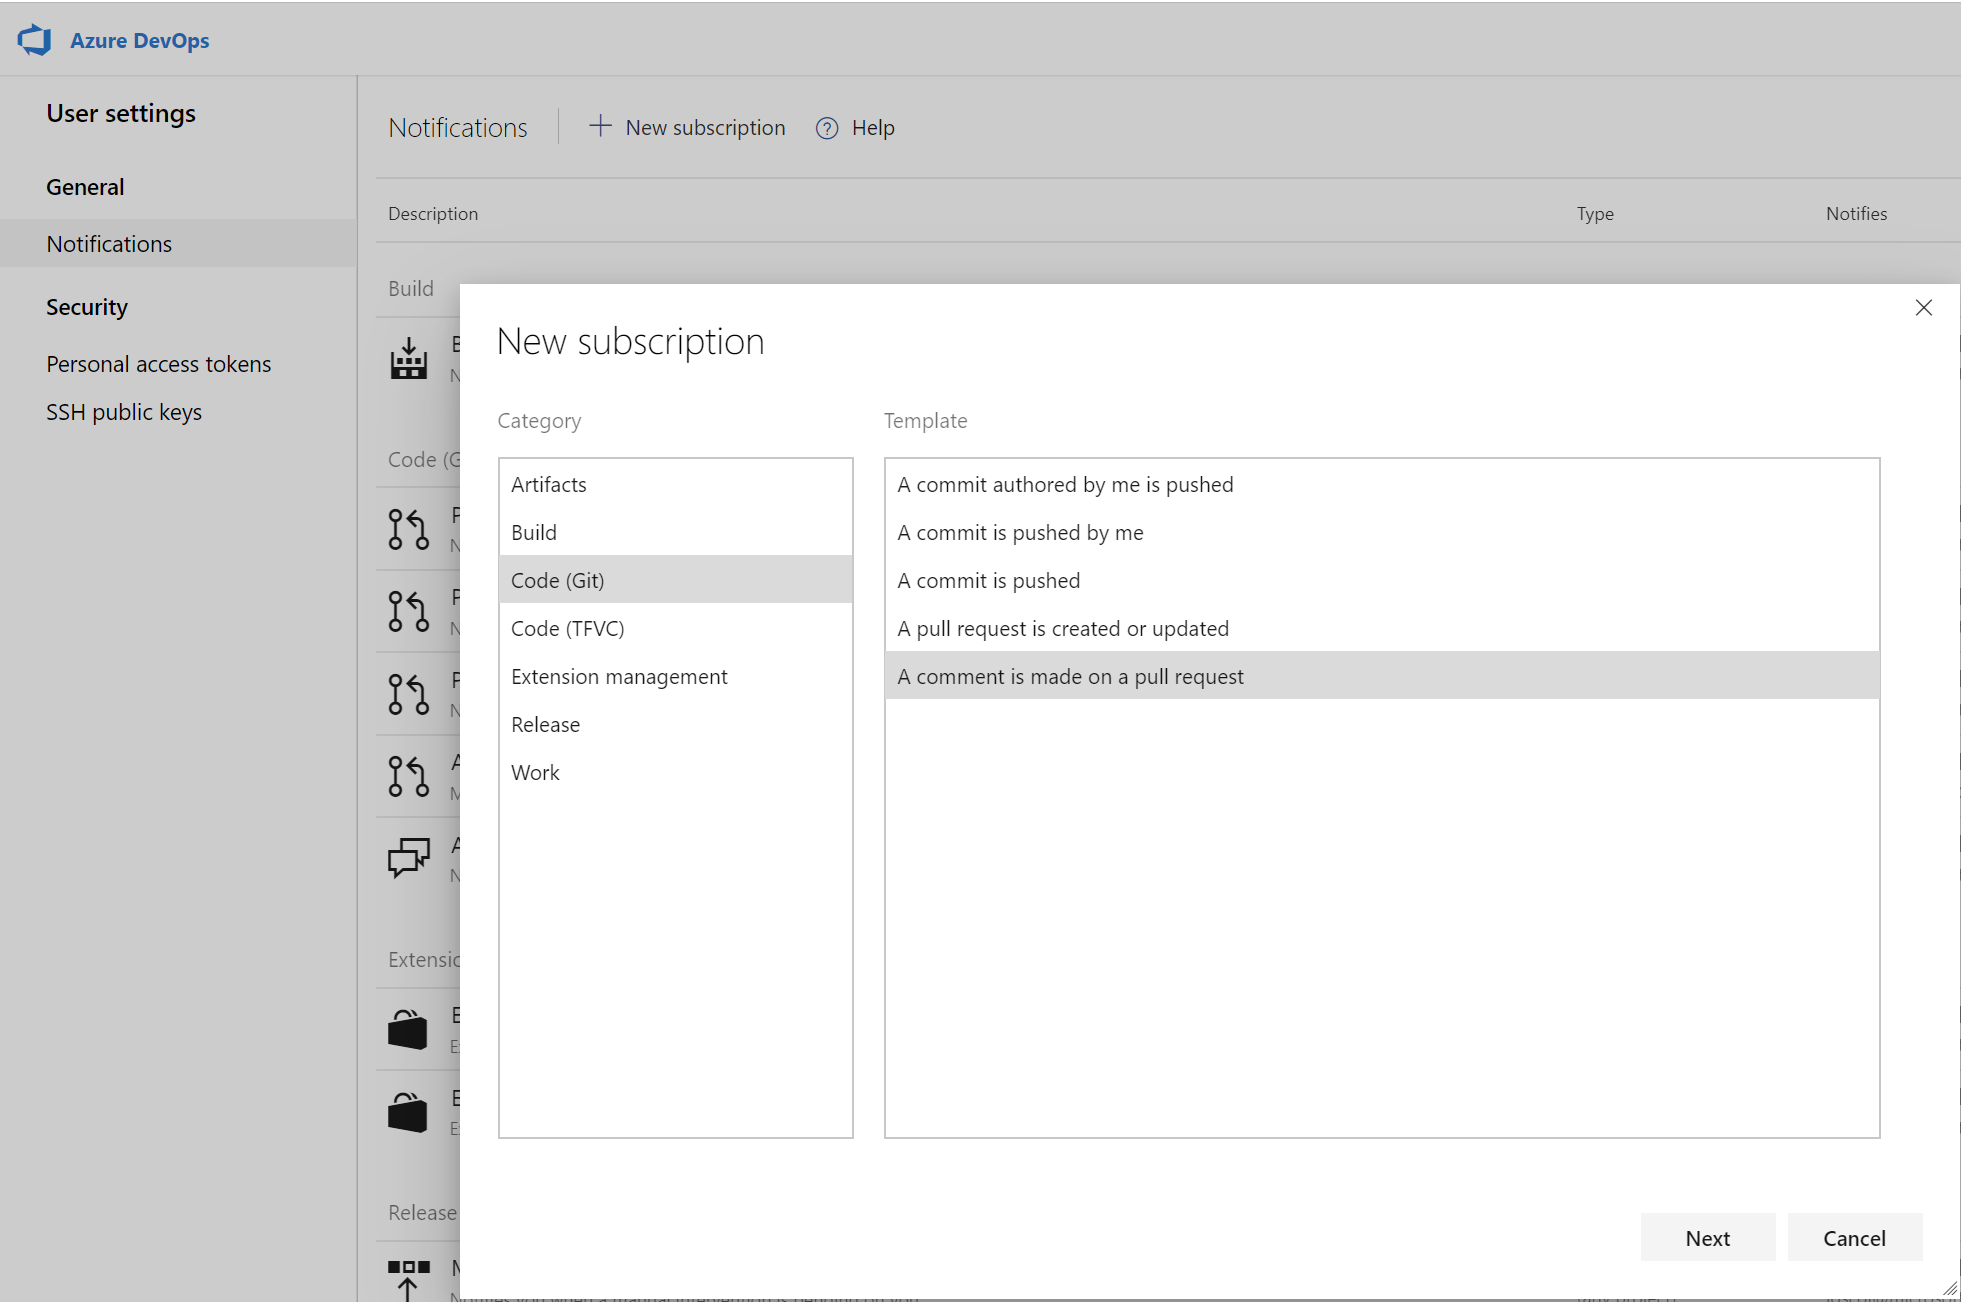 Azure DevOps
User settings
General
Notifications
Security
Personal access tokens
SSH public keys
Notifications
New subscription
Help
Description
Type
Notifies
Build
Code (G
Release
New subscription
Category
Template
Artifacts
Build
Code (Git)
Code (TFVC)
Extension management
Release
Work
A commit authored by me is pushed
A commit is pushed by me
A commit is pushed
A pull request is created or updated
A comment is made on a pull request
Next
Cancel